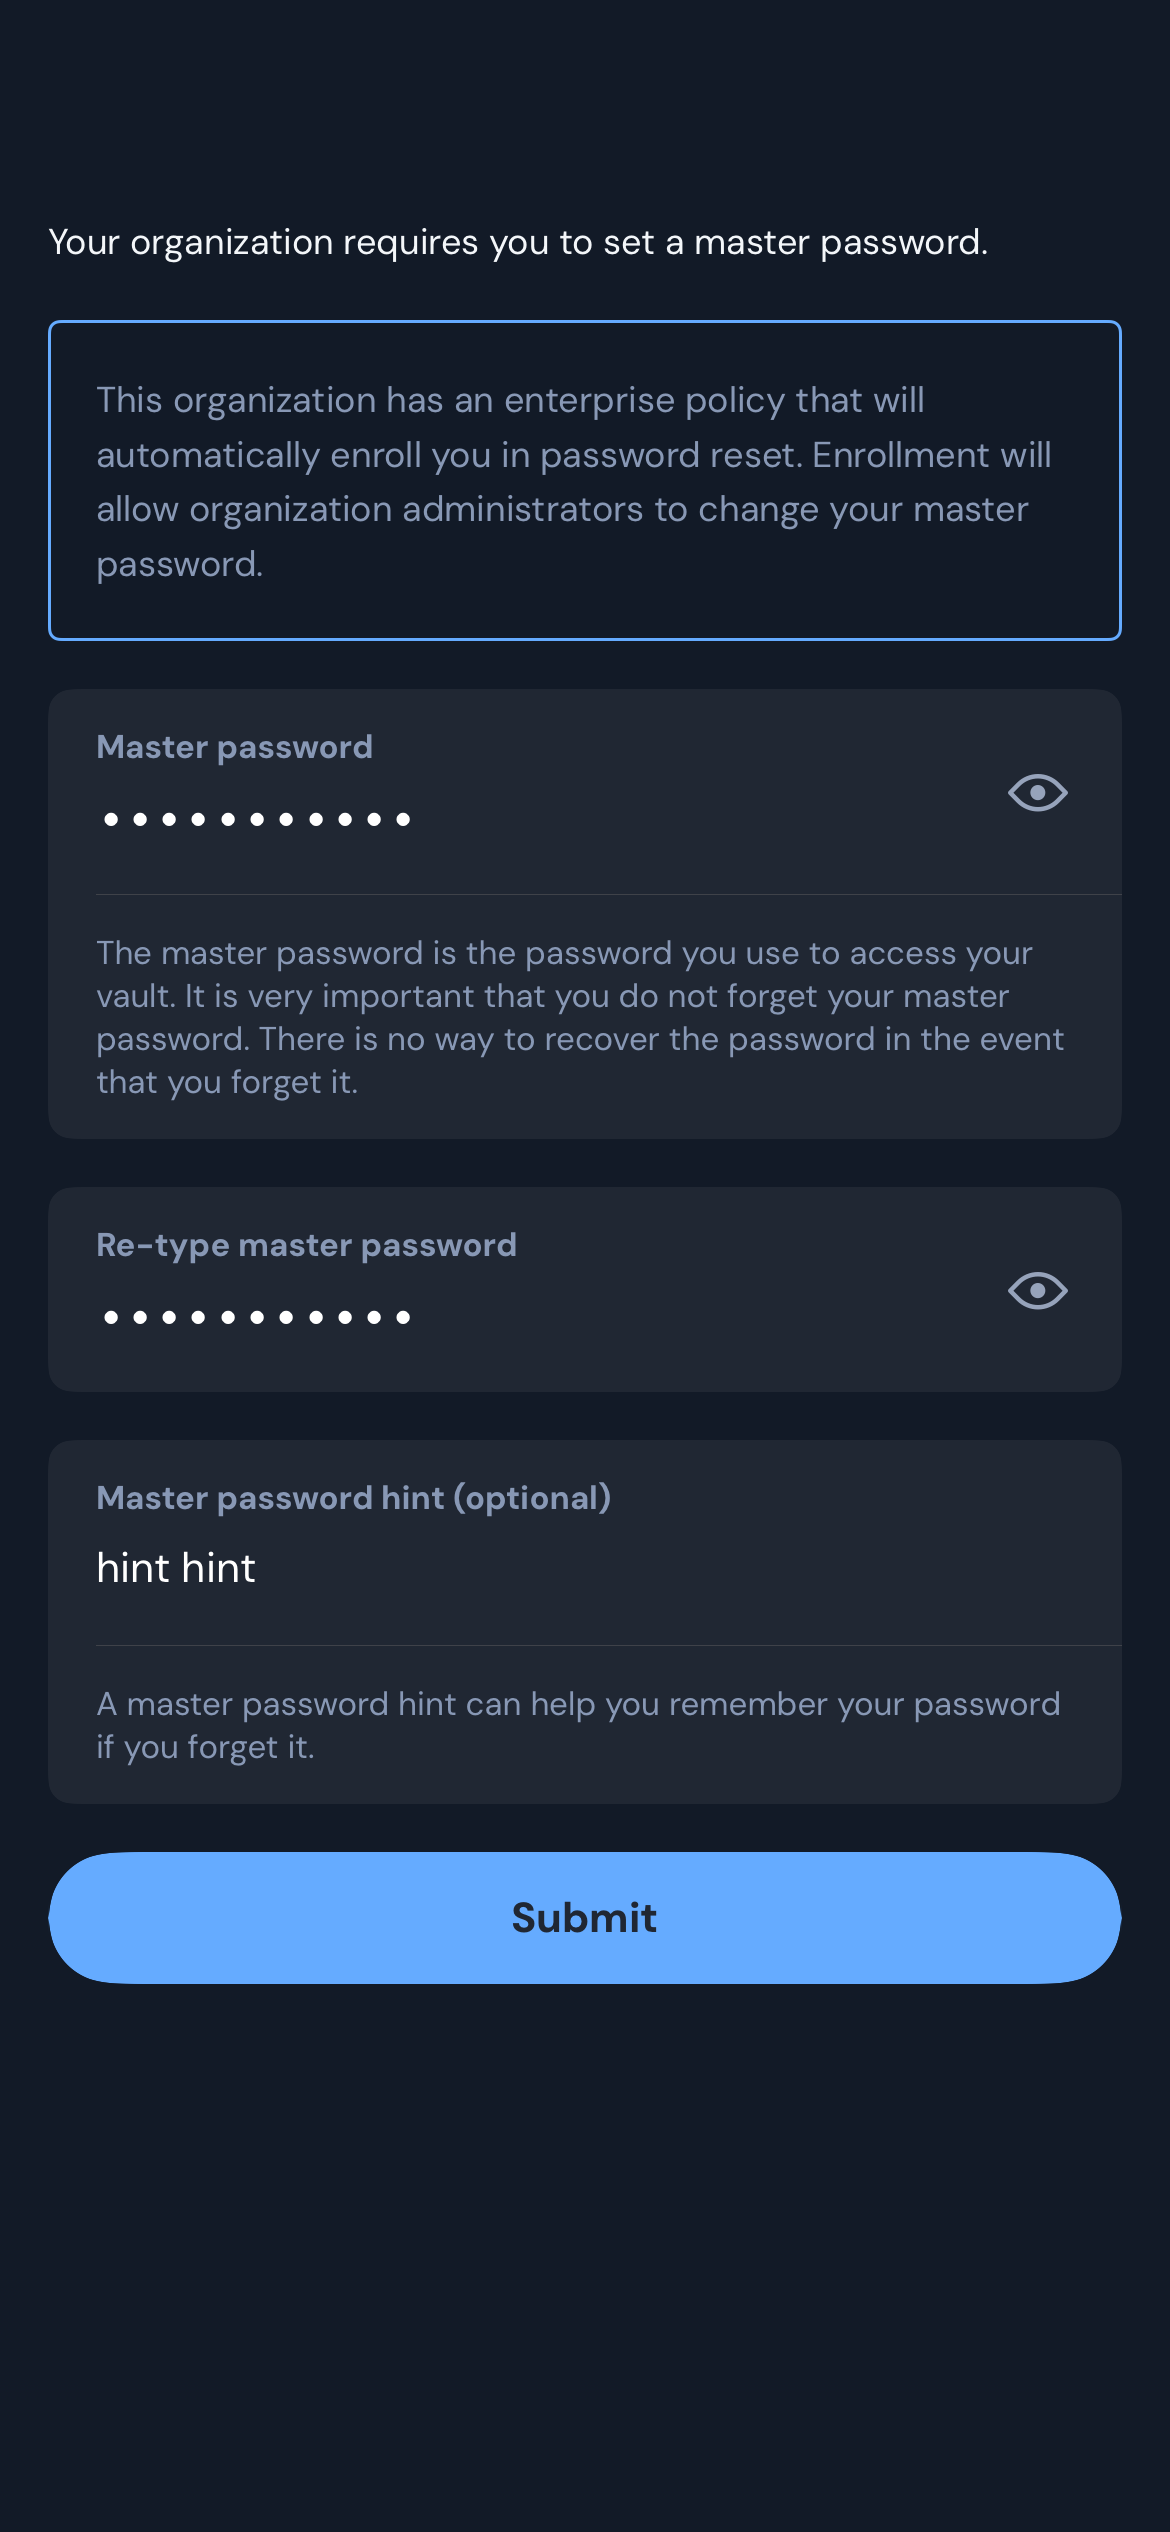 Your organization requires you to set a master password.
This organization has an enterprise policy that will
automatically enroll you in password reset. Enrollment will
allow organization administrators to change your master
password.
Master password
•••••••••••
The master password is the password you use to access your
vault. It is very important that you do not forget your master
password. There is no way to recover the password in the event
that you forget it.
Re-type master password
•••••••••••
Master password hint (optional)
hint hint
A master password hint can help you remember your password
if you forget it.
Submit